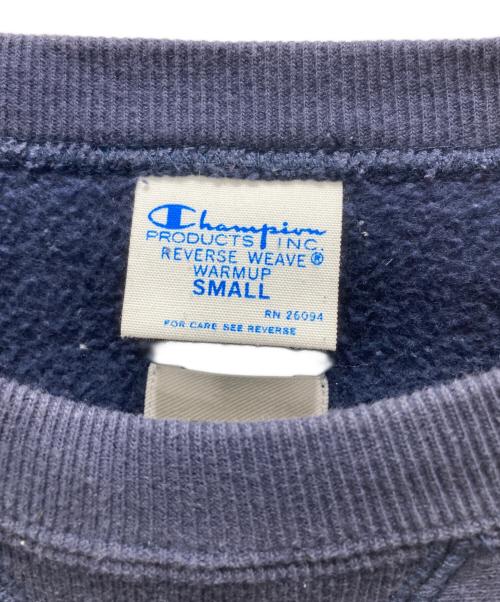 Champion
PRODUCTS INC.
REVERSE WEAVE®
WARMUP
SMALL
RN 26094
FOR CARE SEE REVERSE